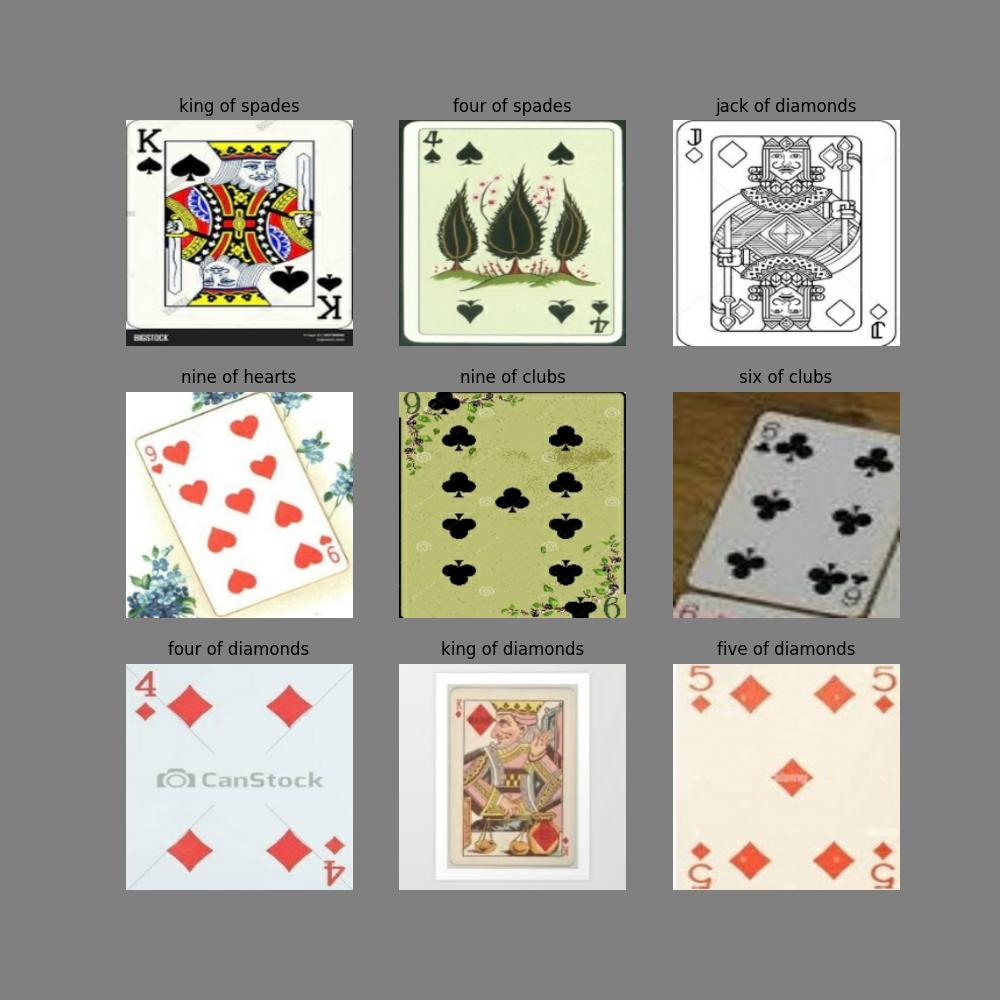 king of spades
four of spades
jack of diamonds
K
K
BIGSTOCK
4
4
J
J
nine of hearts
nine of clubs
six of clubs
9
9
9
9
6
6
6
four of diamonds
king of diamonds
five of diamonds
4
CanStock
4
K
K
5
5
5
5